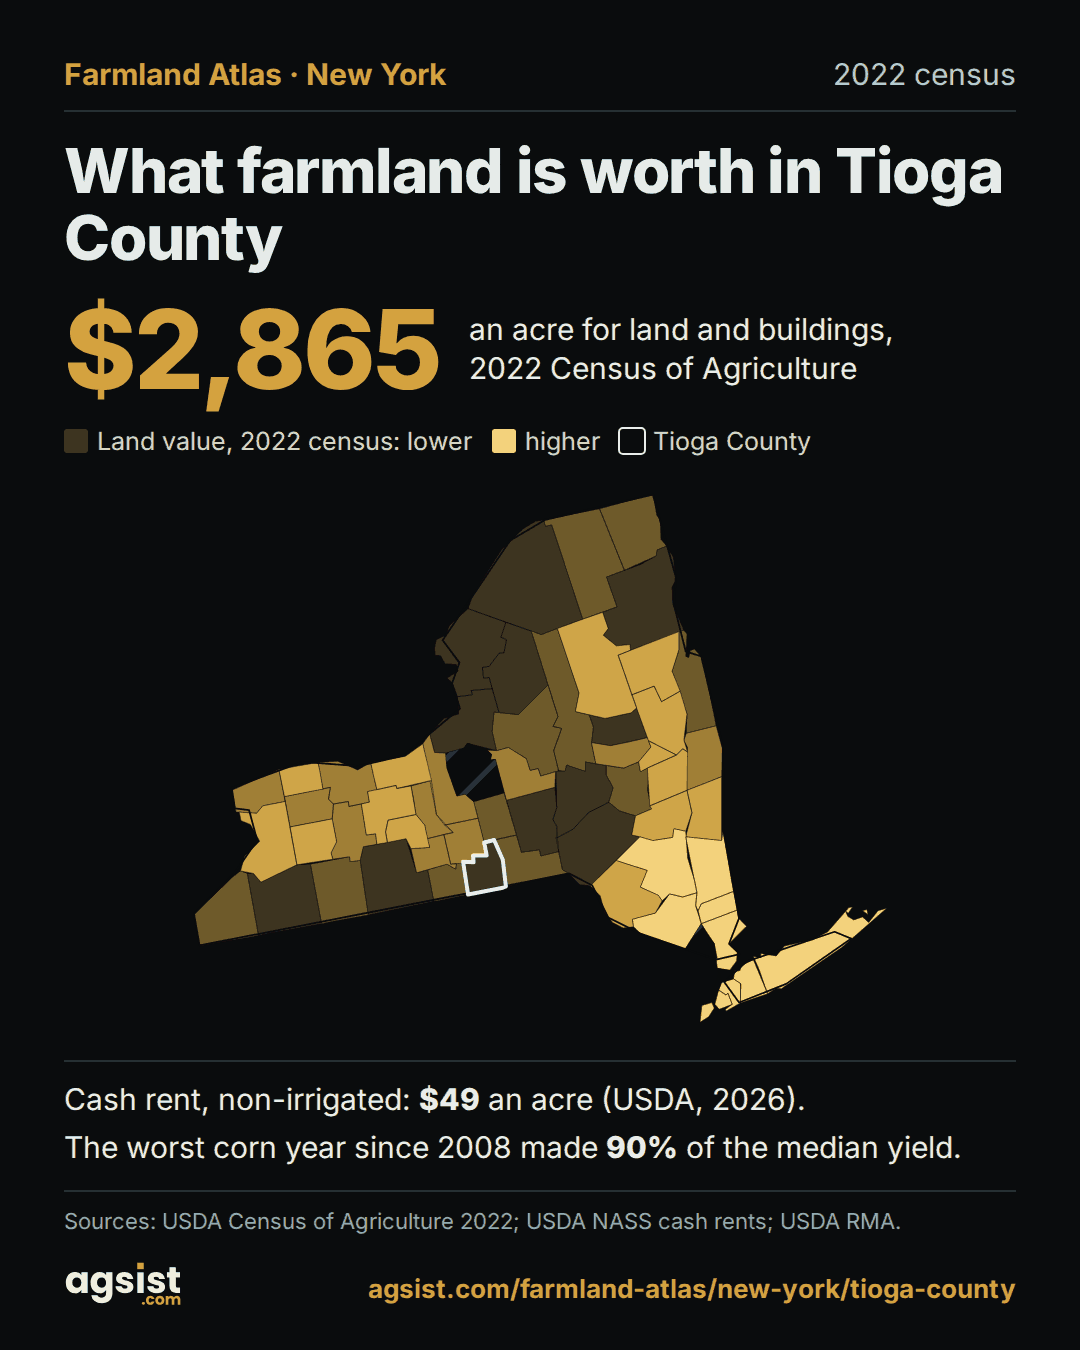 Farmland Atlas · New York
2022 census
What farmland is worth in Tioga
County
$2,865
an acre for land and buildings,
2022 Census of Agriculture
Land value, 2022 census: lower
higher
Tioga County
Cash rent, non-irrigated: $49 an acre (USDA, 2026).
The worst corn year since 2008 made 90% of the median yield.
Sources: USDA Census of Agriculture 2022; USDA NASS cash rents; USDA RMA.
agsist
.com
agsist.com/farmland-atlas/new-york/tioga-county